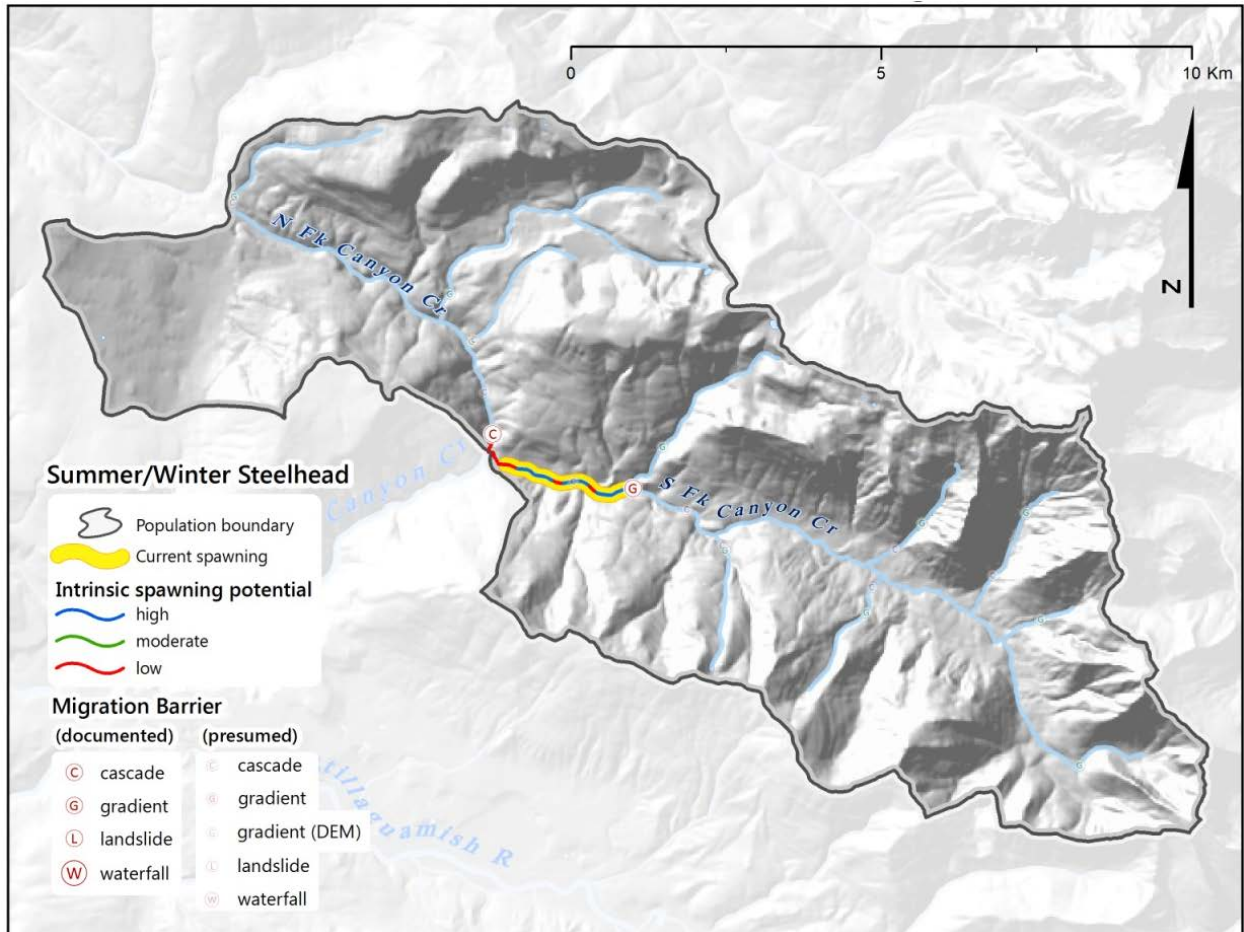 0 5 10 Km
N Fk Canyon Cr
N
Canyon Cr
S Fk Canyon Cr
Summer/Winter Steelhead
Population boundary
Current spawning
Intrinsic spawning potential
high
moderate
low
Migration Barrier
(documented) (presumed)
C cascade C cascade
G gradient G gradient
G gradient (DEM)
L landslide L landslide
W waterfall W waterfall
tillaguamish R
C
G
G
G
G
G
C
G
C
G
C
G
G
G
G